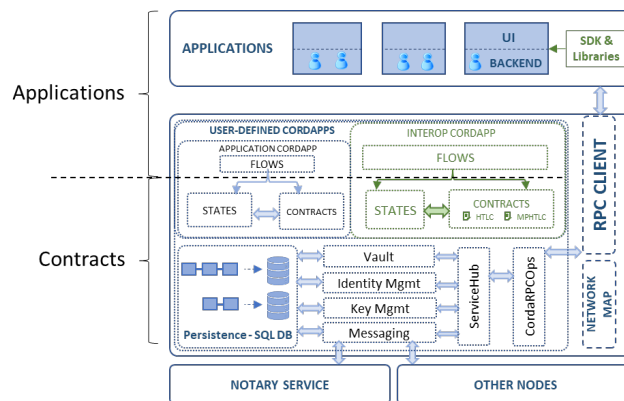 APPLICATIONS
UI
BACKEND
SDK &
Libraries
Applications
USER-DEFINED CORDAPPS
INTEROP CORDAPP
APPLICATION CORDAPP
FLOWS
FLOWS
STATES
CONTRACTS
STATES
CONTRACTS
HTLC
MPHTLC
RPC CLIENT
Contracts
Vault
Identity Mgmt
Key Mgmt
Messaging
ServiceHub
CordaRPCOps
NETWORK
MAP
Persistence - SQL DB
NOTARY SERVICE
OTHER NODES